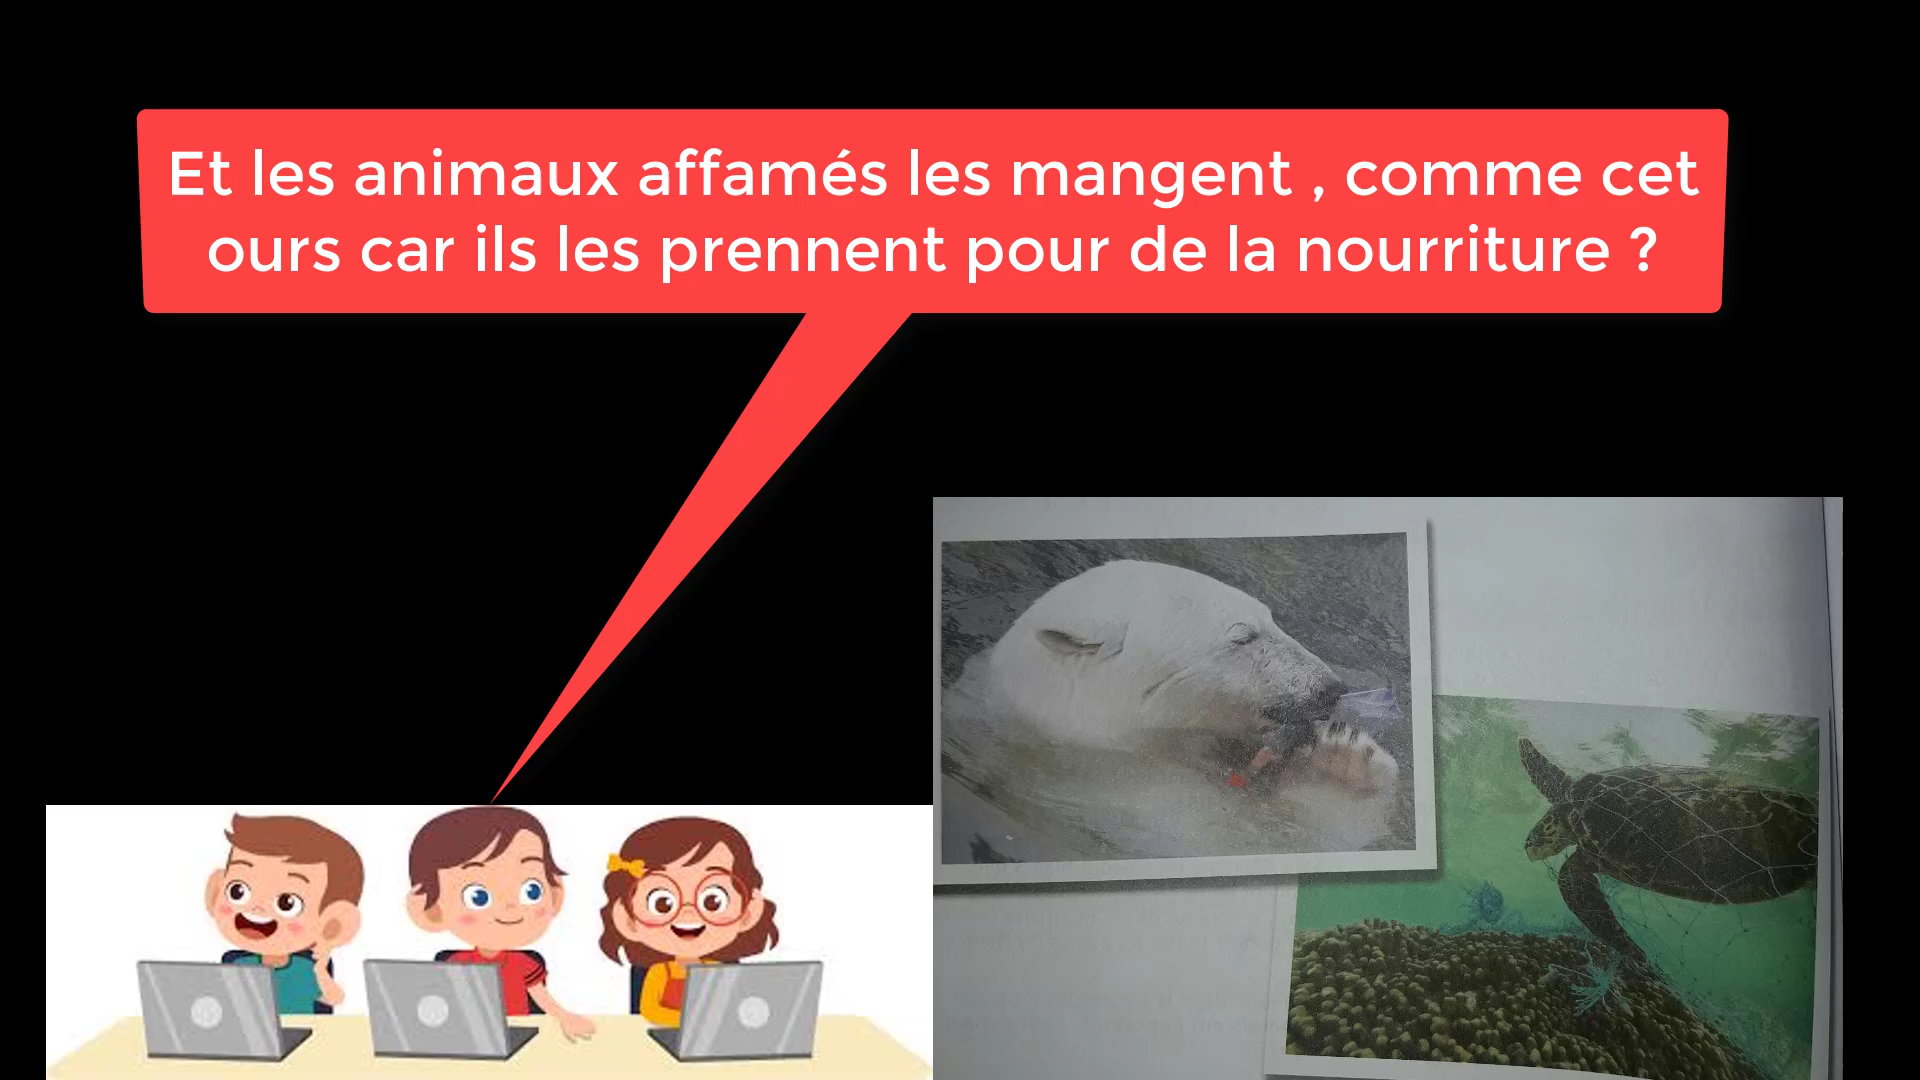 Et les animaux affamés les mangent , comme cet
ours car ils les prennent pour de la nourriture ?